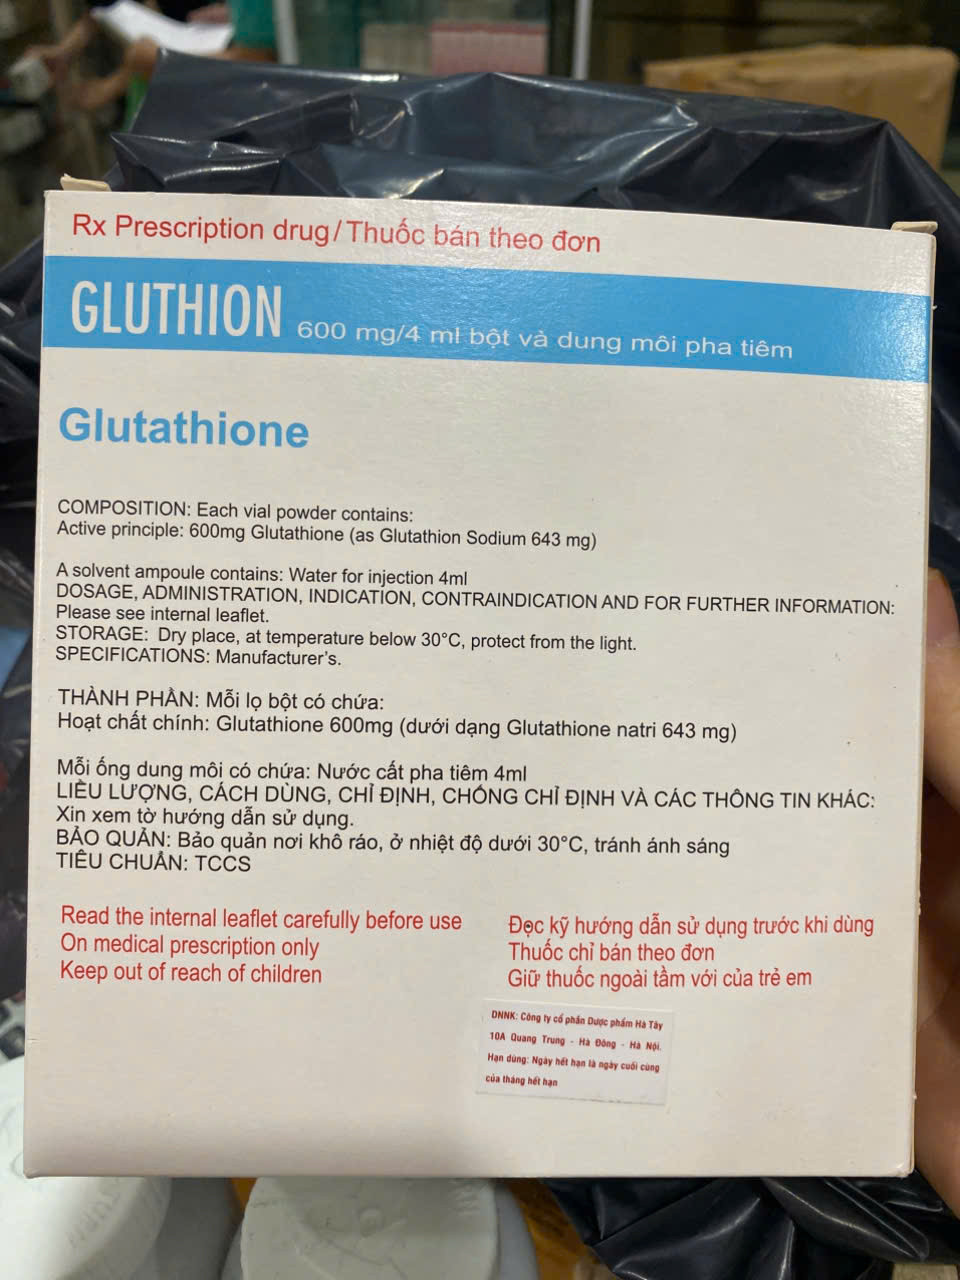 Rx Prescription drug/Thuốc bán theo đơn
GLUTHION 600 mg/4 ml bột và dung môi pha tiêm
Glutathione
COMPOSITION: Each vial powder contains:
Active principle: 600mg Glutathione (as Glutathion Sodium 643 mg)
A solvent ampoule contains: Water for injection 4ml
DOSAGE, ADMINISTRATION, INDICATION, CONTRAINDICATION AND FOR FURTHER INFORMATION:
Please see internal leaflet.
STORAGE: Dry place, at temperature below 30°C, protect from the light.
SPECIFICATIONS: Manufacturer's.
THÀNH PHẦN: Mỗi lọ bột có chứa:
Hoạt chất chính: Glutathione 600mg (dưới dạng Glutathione natri 643 mg)
Mỗi ống dung môi có chứa: Nước cất pha tiêm 4ml
LIỀU LƯỢNG, CÁCH DÙNG, CHỈ ĐỊNH, CHỐNG CHỈ ĐỊNH VÀ CÁC THÔNG TIN KHÁC:
Xin xem tờ hướng dẫn sử dụng.
BẢO QUẢN: Bảo quản nơi khô ráo, ở nhiệt độ dưới 30°C, tránh ánh sáng
TIÊU CHUẨN: TCCS
Read the internal leaflet carefully before use
On medical prescription only
Keep out of reach of children
Đọc kỹ hướng dẫn sử dụng trước khi dùng
Thuốc chỉ bán theo đơn
Giữ thuốc ngoài tầm với của trẻ em
DNNK: Công ty cổ phần Dược phẩm Hà Tây
10A Quang Trung - Hà Đông - Hà Nội.
Hạn dùng: Ngày hết hạn là ngày cuối cùng
của tháng hết hạn